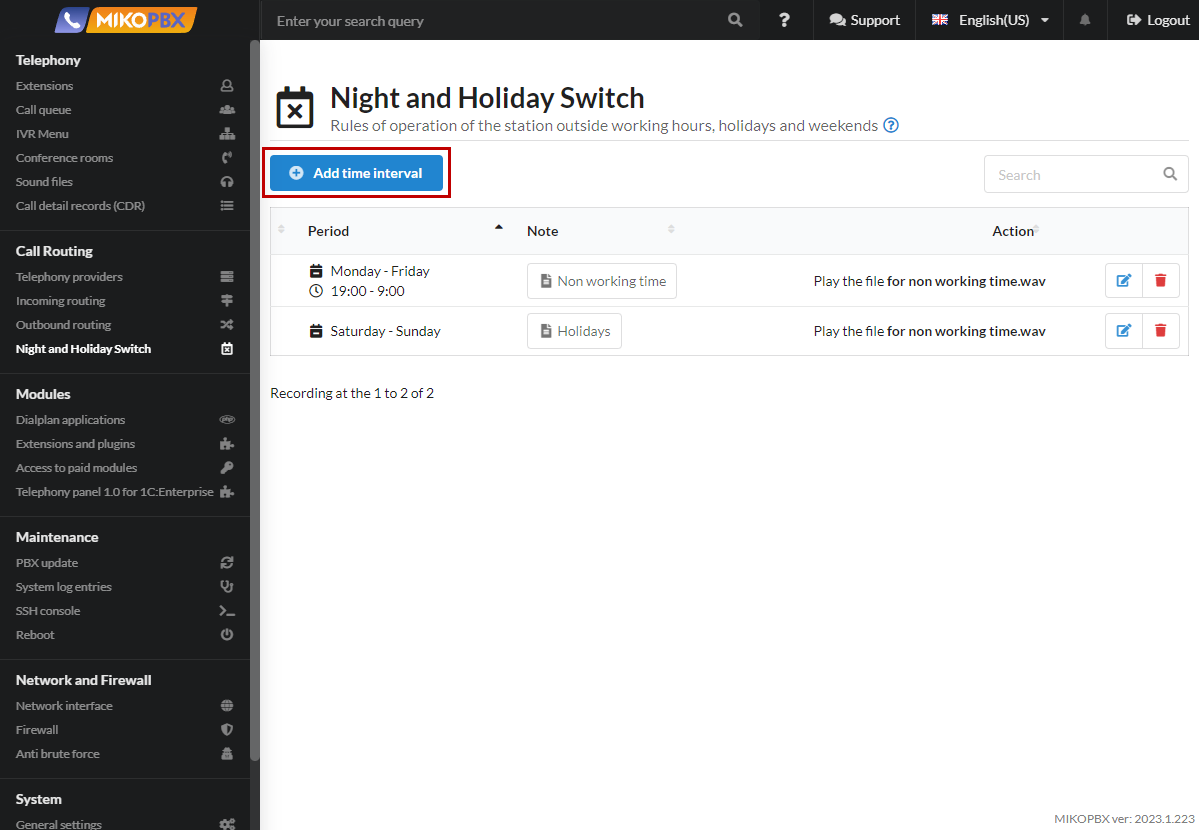 MIKOPBX
Enter your search query
?
Support
English(US)
Logout
Telephony
Extensions
Call queue
IVR Menu
Conference rooms
Sound files
Call detail records (CDR)
Call Routing
Telephony providers
Incoming routing
Outbound routing
Night and Holiday Switch
Modules
Dialplan applications
Extensions and plugins
Access to paid modules
Telephony panel 1.0 for 1C:Enterprise
Maintenance
PBX update
System log entries
SSH console
Reboot
Network and Firewall
Network interface
Firewall
Anti brute force
System
General settings
Night and Holiday Switch
Rules of operation of the station outside working hours, holidays and weekends ?
Add time interval
Search
Period Note Action
Monday - Friday
19:00 - 9:00
Non working time
Play the file for non working time.wav
Saturday - Sunday
Holidays
Play the file for non working time.wav
Recording at the 1 to 2 of 2
MIKOPBX ver: 2023.1.223